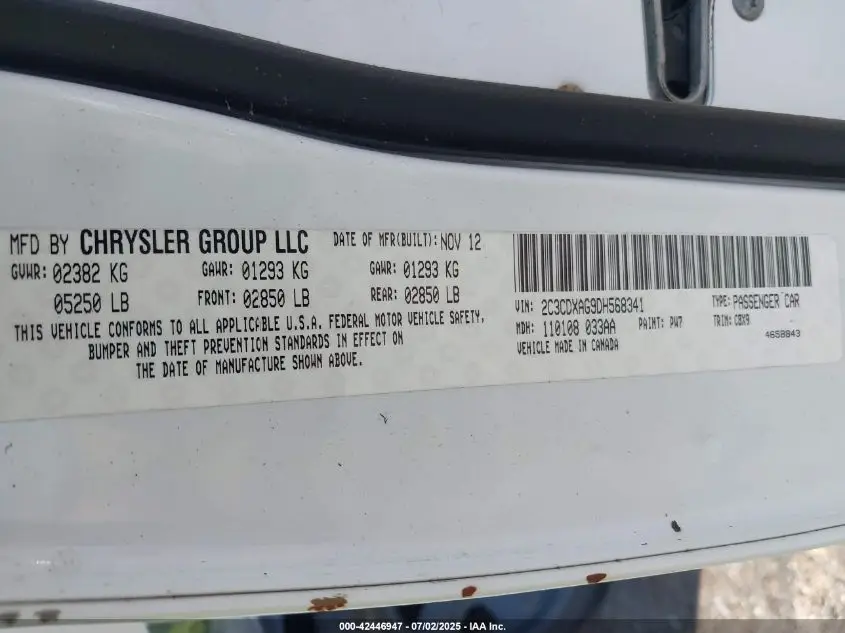 MFD BY CHRYSLER GROUP LLC DATE OF MFR(BUILT): NOV 12
GVWR: 02382 KG GAWR: 01293 KG GAWR: 01293 KG
05250 LB FRONT: 02850 LB REAR: 02850 LB
THIS VEHICLE CONFORMS TO ALL APPLICABLE U.S.A. FEDERAL MOTOR VEHICLE SAFETY,
BUMPER AND THEFT PREVENTION STANDARDS IN EFFECT ON
THE DATE OF MANUFACTURE SHOWN ABOVE.
VIN: 2C3CDXAG9DH568341 TYPE: PASSENGER CAR
MDH: 110108 033AA PAINT: PW7 TRIM: CBX9
VEHICLE MADE IN CANADA 4658843
000-42446947 - 07/02/2025 - IAA Inc.